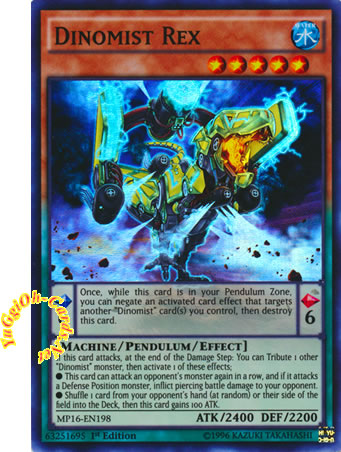 DINOMIST REX
WATER
水
Once, while this card is in your Pendulum Zone,
you can negate an activated card effect that targets
another "Dinomist" card(s) you control, then destroy
this card.
6
[MACHINE/PENDULUM/EFFECT]
If this card attacks, at the end of the Damage Step: You can Tribute 1 other
"Dinomist" monster, then activate 1 of these effects;
● This card can attack an opponent's monster again in a row, and if it attacks
a Defense Position monster, inflict piercing battle damage to your opponent.
● Shuffle 1 card from your opponent's hand (at random) or their side of the
field into the Deck, then this card gains 100 ATK.
MP16-EN198
ATK/2400 DEF/2200
63251695
1st Edition
©1996 KAZUKI TAKAHASHI
YuGgiOh-Cards.der